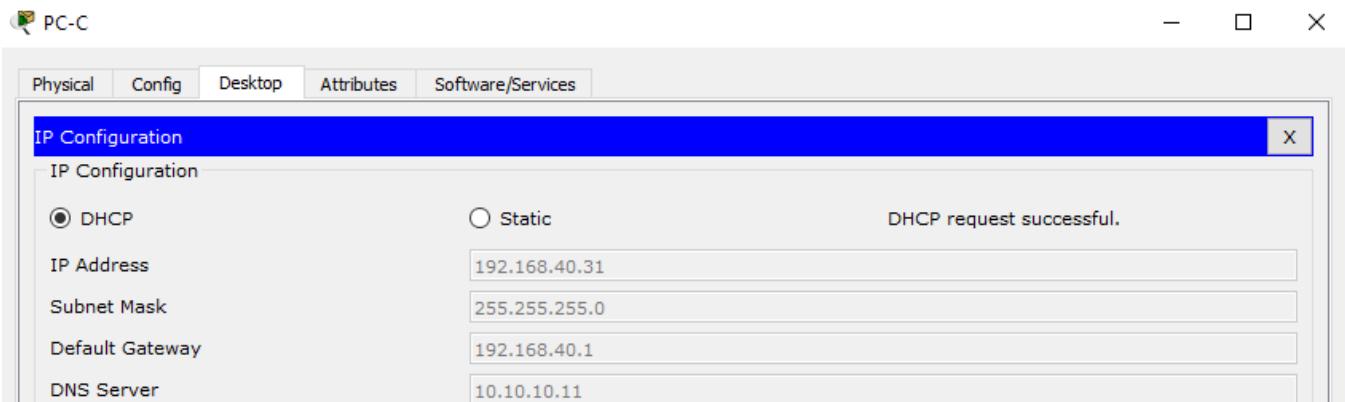 PC-C
Physical Config Desktop Attributes Software/Services
IP Configuration X
IP Configuration
DHCP Static DHCP request successful.
IP Address 192.168.40.31
Subnet Mask 255.255.255.0
Default Gateway 192.168.40.1
DNS Server 10.10.10.11